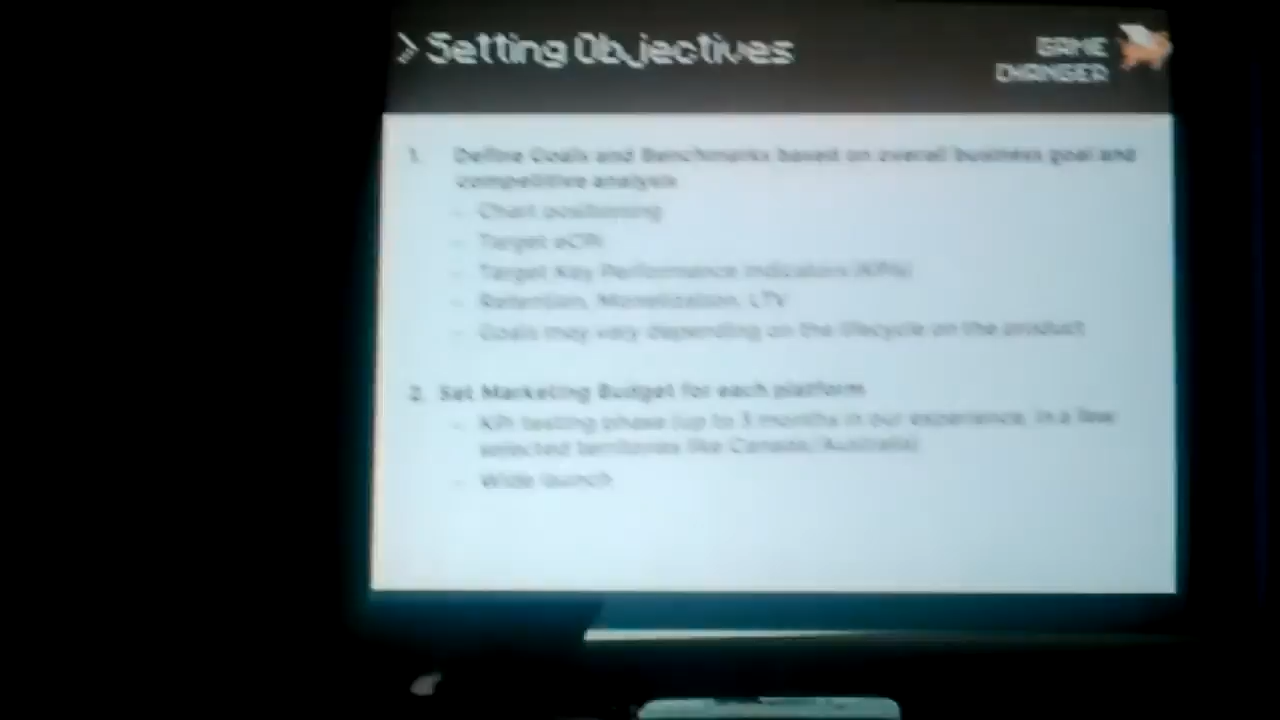 > Setting Objectives
GAME
CHANGER
1. Define Goals and Benchmarks based on overall business goal and
competitive analysis
- Chart positioning
- Target eCPI
- Target Key Performance Indicators (KPIs)
- Retention, Monetization, LTV
- Goals may vary depending on the lifecycle on the product
2. Set Marketing Budget for each platform
- KPI testing phase (up to 3 months in our experience, in a few
selected territories like Canada/Australia)
- Wide launch